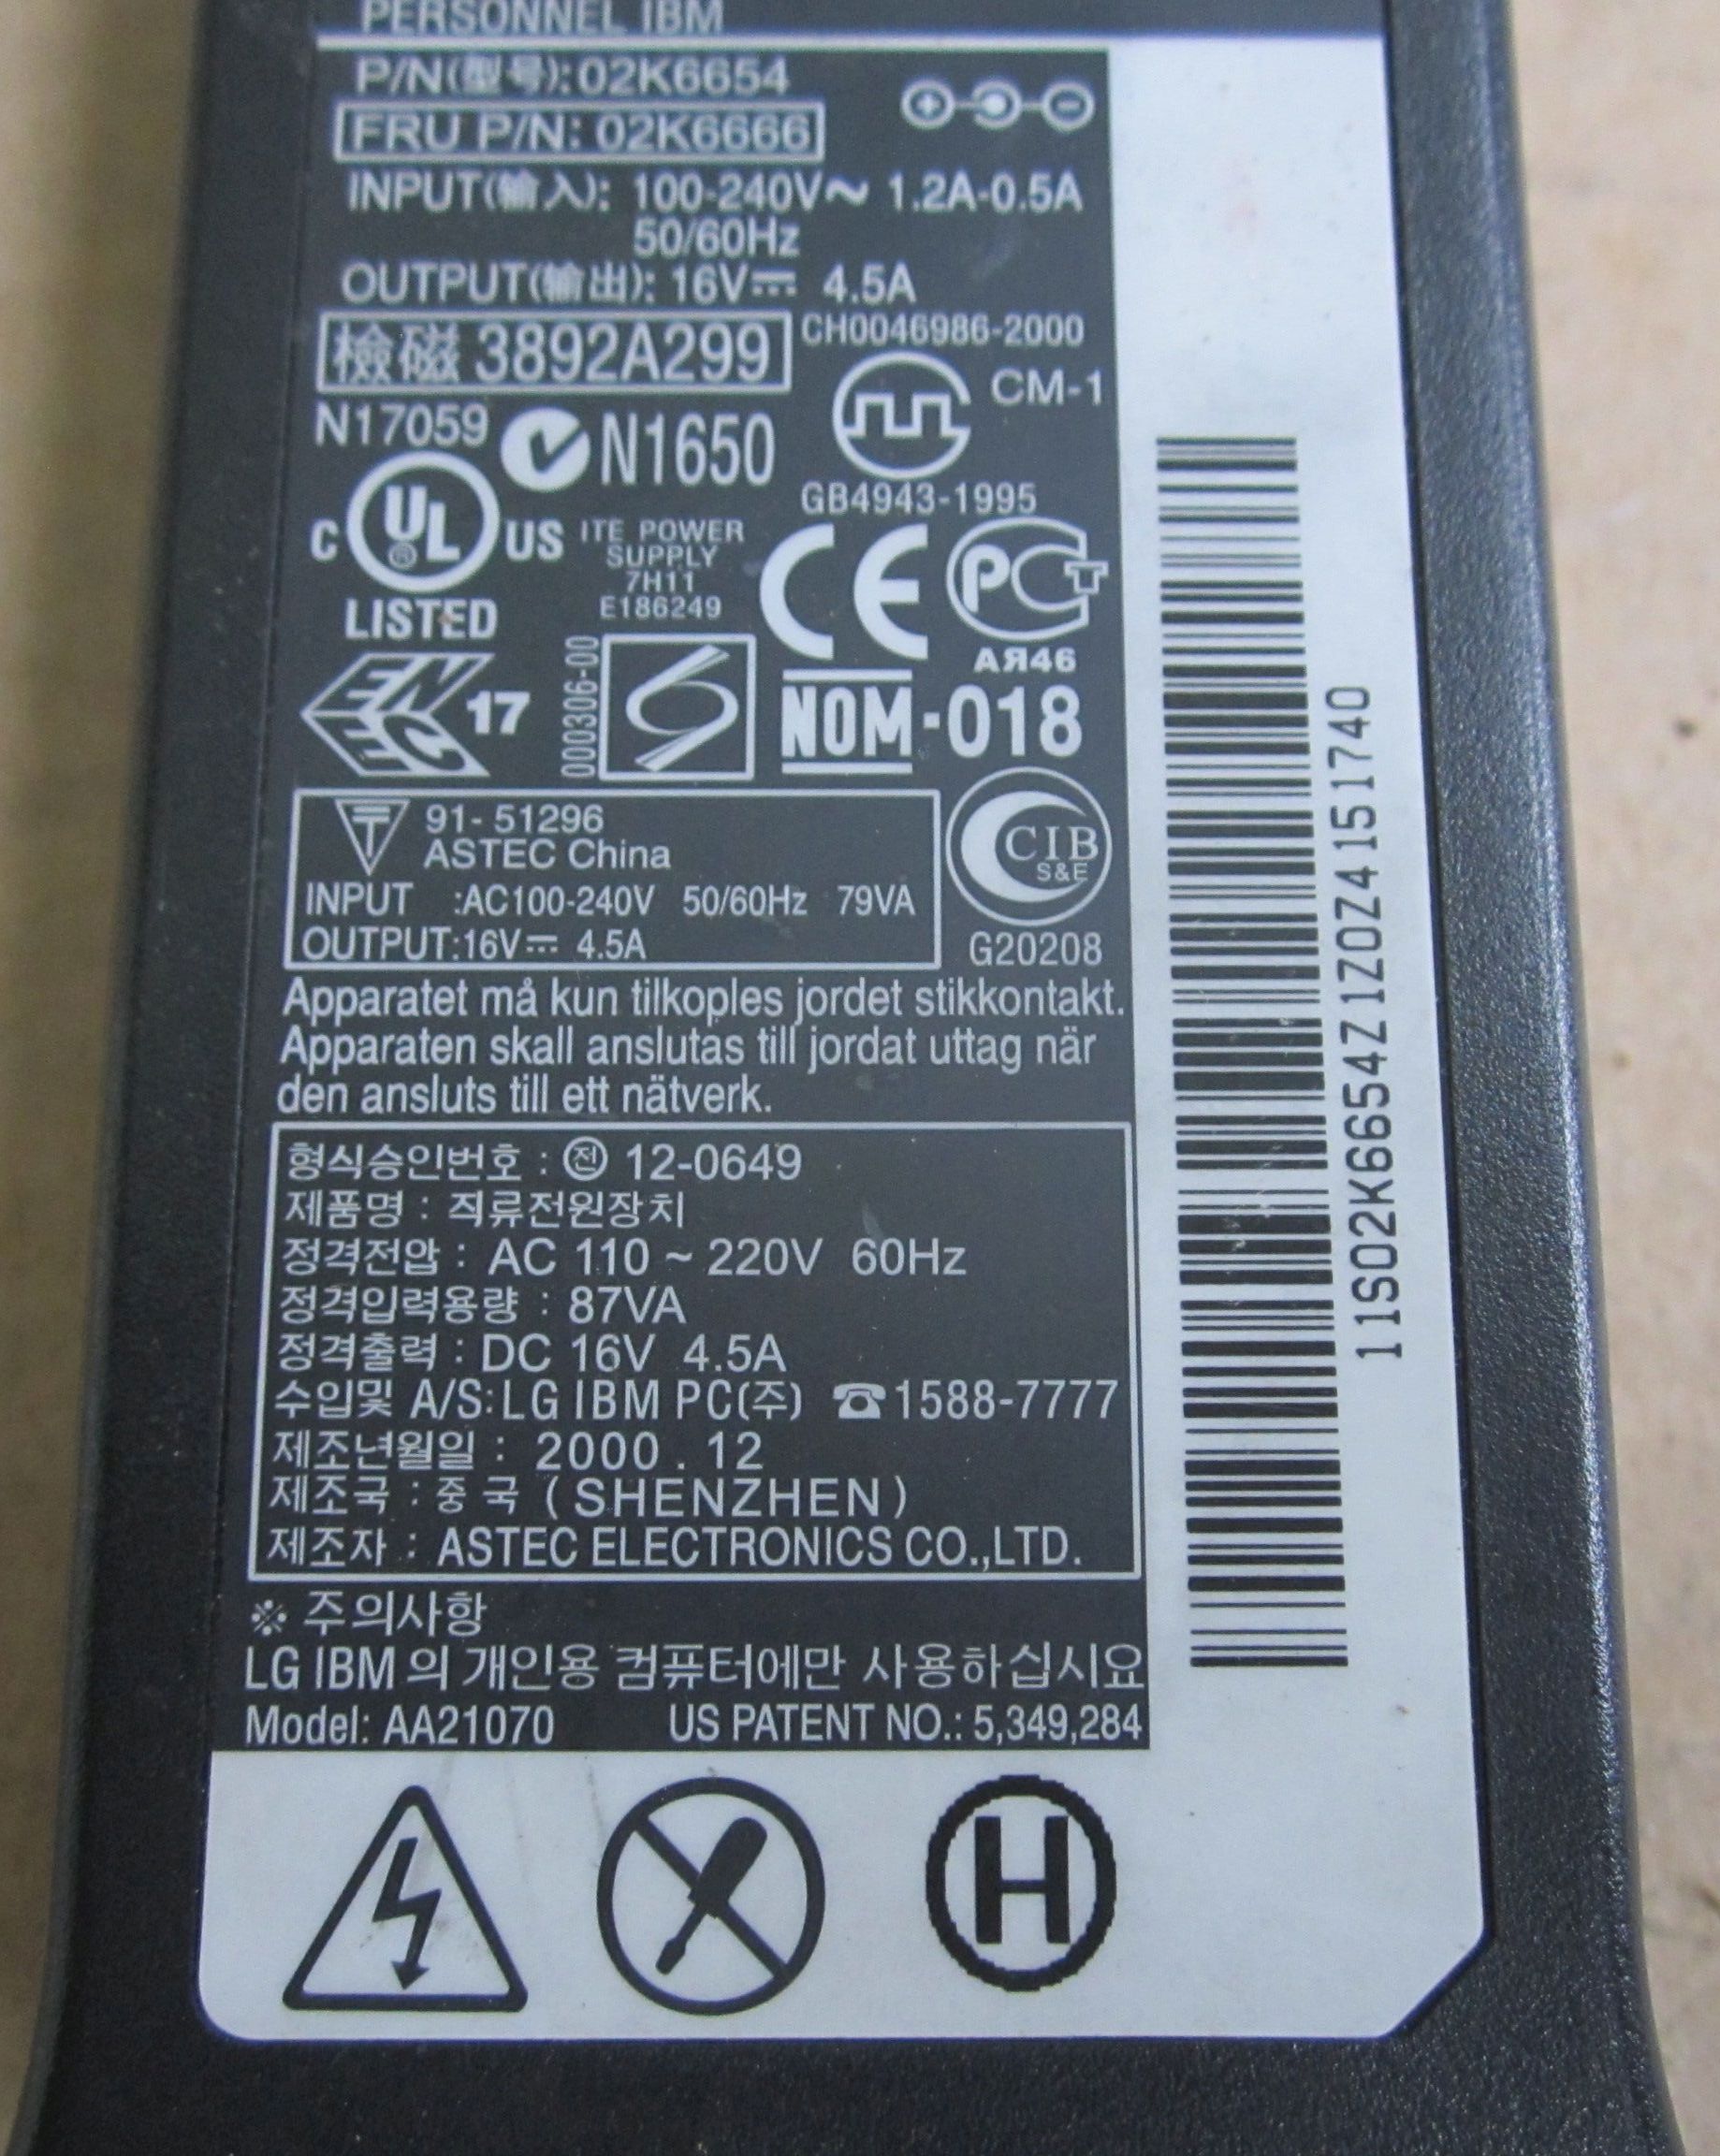 PERSONNEL IBM
P/N(型号):02K6654
FRU P/N: 02K6666
INPUT(输入): 100-240V～ 1.2A-0.5A
50/60Hz
OUTPUT(输出): 16V⎓ 4.5A
檢磁 3892A299
CH0046986-2000
CM-1
N17059
N1650
GB4943-1995
C UL ® US
LISTED
ITE POWER
SUPPLY
7H11
E186249
CE
PCT
АЯ46
ENEC 17
000306-00
S
NOM-018
〒 91-51296
ASTEC China
INPUT :AC100-240V 50/60Hz 79VA
OUTPUT:16V⎓ 4.5A
CIB
S&E
G20208
Apparatet må kun tilkoples jordet stikkontakt.
Apparaten skall anslutas till jordat uttag när
den ansluts till ett nätverk.
형식승인번호 : 전 12-0649
제품명 : 직류전원장치
정격전압 : AC 110 ~ 220V 60Hz
정격입력용량 : 87VA
정격출력 : DC 16V 4.5A
수입및 A/S:LG IBM PC(주) ☎1588-7777
제조년월일 : 2000 . 12
제조국 : 중국 (SHENZHEN)
제조자 : ASTEC ELECTRONICS CO.,LTD.
※ 주의사항
LG IBM 의 개인용 컴퓨터에만 사용하십시요
Model: AA21070 US PATENT NO.: 5,349,284
11S02K6654Z1Z0Z4151740
H